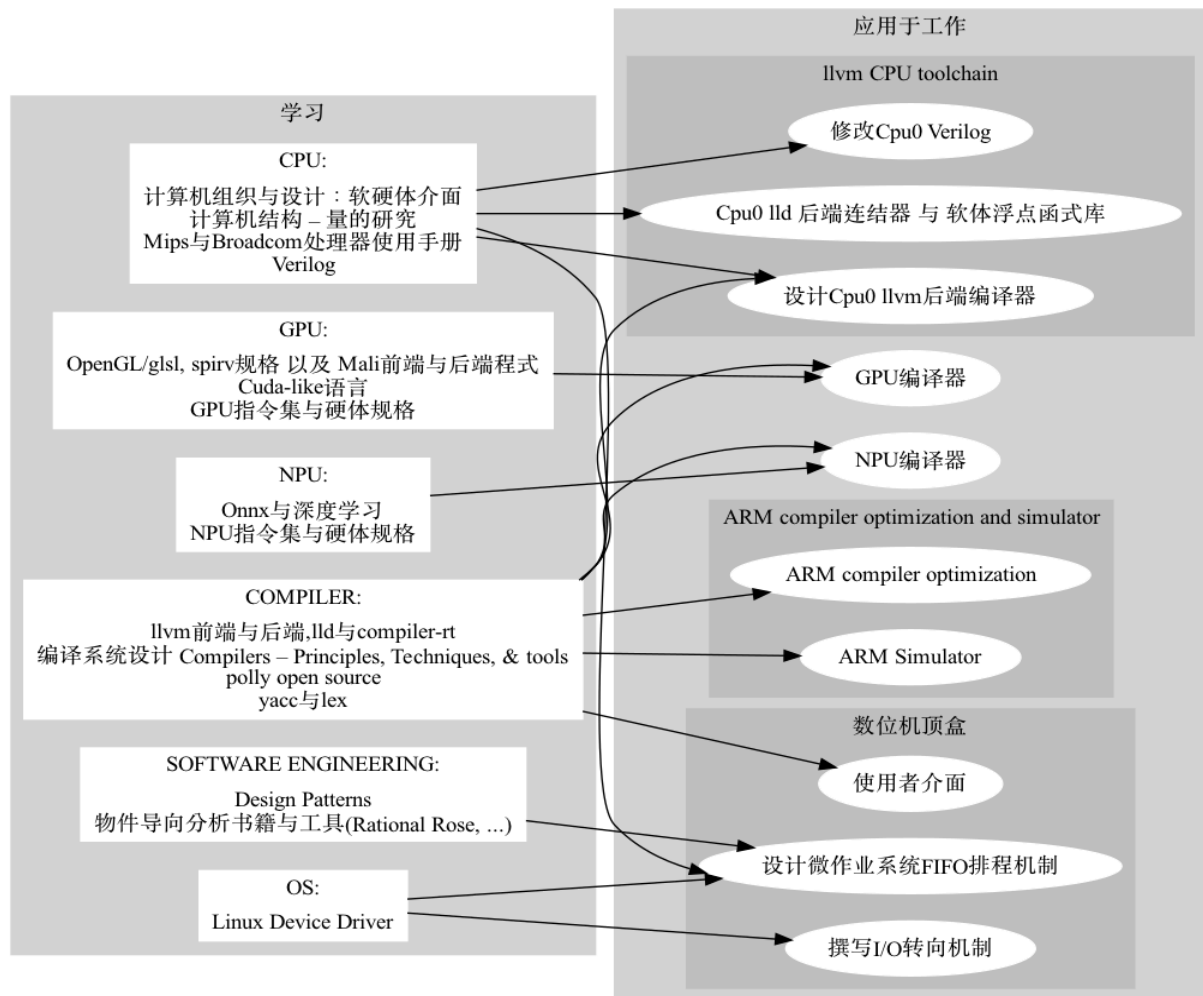 学习
CPU:
计算机组织与设计：软硬体介面
计算机结构 – 量的研究
Mips与Broadcom处理器使用手册
Verilog
GPU:
OpenGL/glsl, spirv规格 以及 Mali前端与后端程式
Cuda-like语言
GPU指令集与硬体规格
NPU:
Onnx与深度学习
NPU指令集与硬体规格
COMPILER:
llvm前端与后端,lld与compiler-rt
编译系统设计 Compilers – Principles, Techniques, & tools
polly open source
yacc与lex
SOFTWARE ENGINEERING:
Design Patterns
物件导向分析书籍与工具(Rational Rose, ...)
OS:
Linux Device Driver
应用于工作
llvm CPU toolchain
修改Cpu0 Verilog
Cpu0 lld 后端连结器 与 软体浮点函式库
设计Cpu0 llvm后端编译器
GPU编译器
NPU编译器
ARM compiler optimization and simulator
ARM compiler optimization
ARM Simulator
数位机顶盒
使用者介面
设计微作业系统FIFO排程机制
撰写I/O转向机制